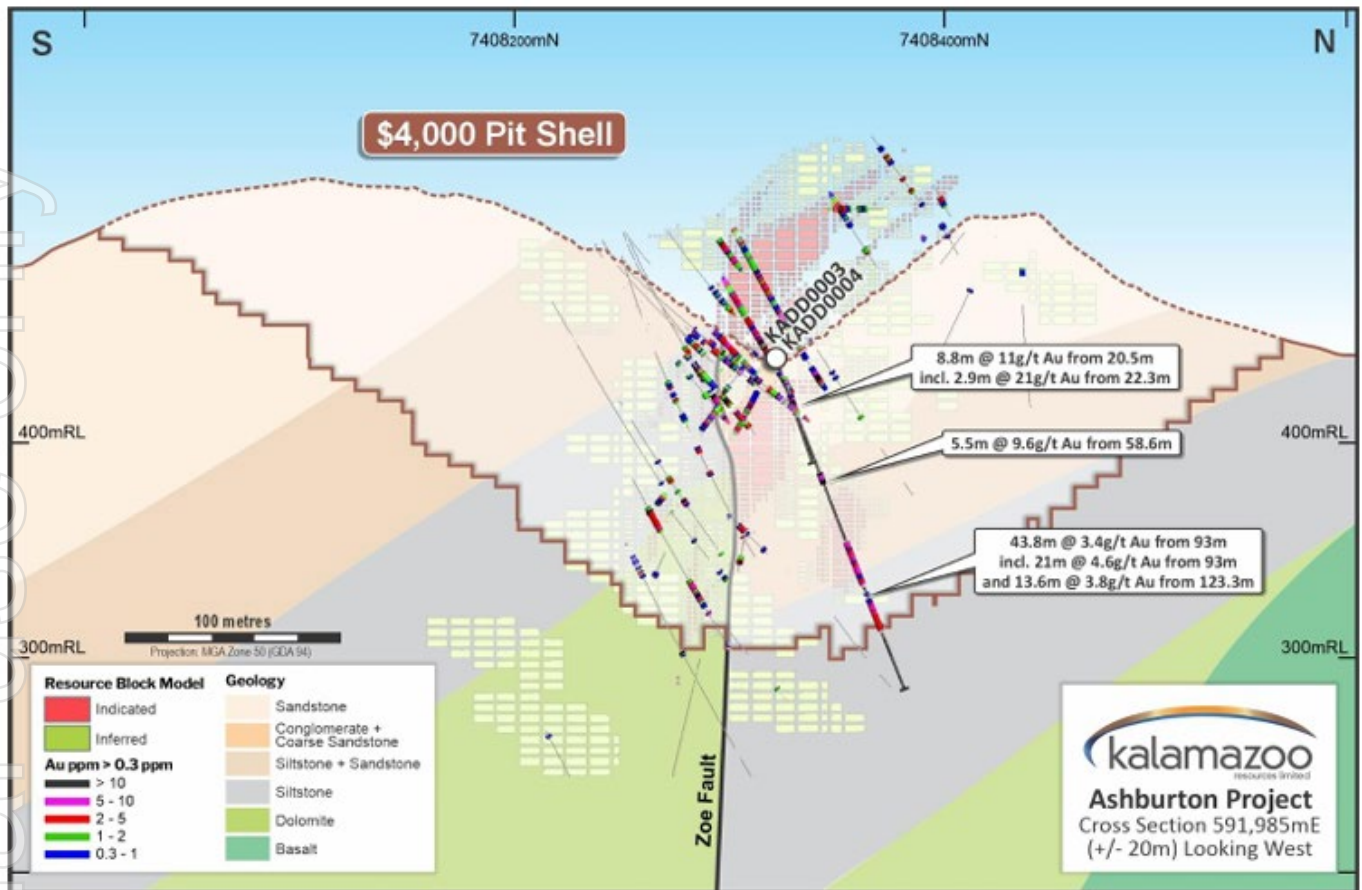 S
7408200mN
7408400mN
N
$4,000 Pit Shell
KADD0003
KADD0004
8.8m @ 11g/t Au from 20.5m
incl. 2.9m @ 21g/t Au from 22.3m
400mRL
5.5m @ 9.6g/t Au from 58.6m
400mRL
43.8m @ 3.4g/t Au from 93m
incl. 21m @ 4.6g/t Au from 93m
and 13.6m @ 3.8g/t Au from 123.3m
100 metres
Projection: MGA Zone 50 (GDA 94)
300mRL
300mRL
Resource Block Model
Indicated
Inferred
Au ppm > 0.3 ppm
> 10
5 - 10
2 - 5
1 - 2
0.3 - 1
Geology
Sandstone
Conglomerate +
Coarse Sandstone
Siltstone + Sandstone
Siltstone
Dolomite
Basalt
Zoe Fault
kalamazoo
resources limited
Ashburton Project
Cross Section 591,985mE
(+/- 20m) Looking West